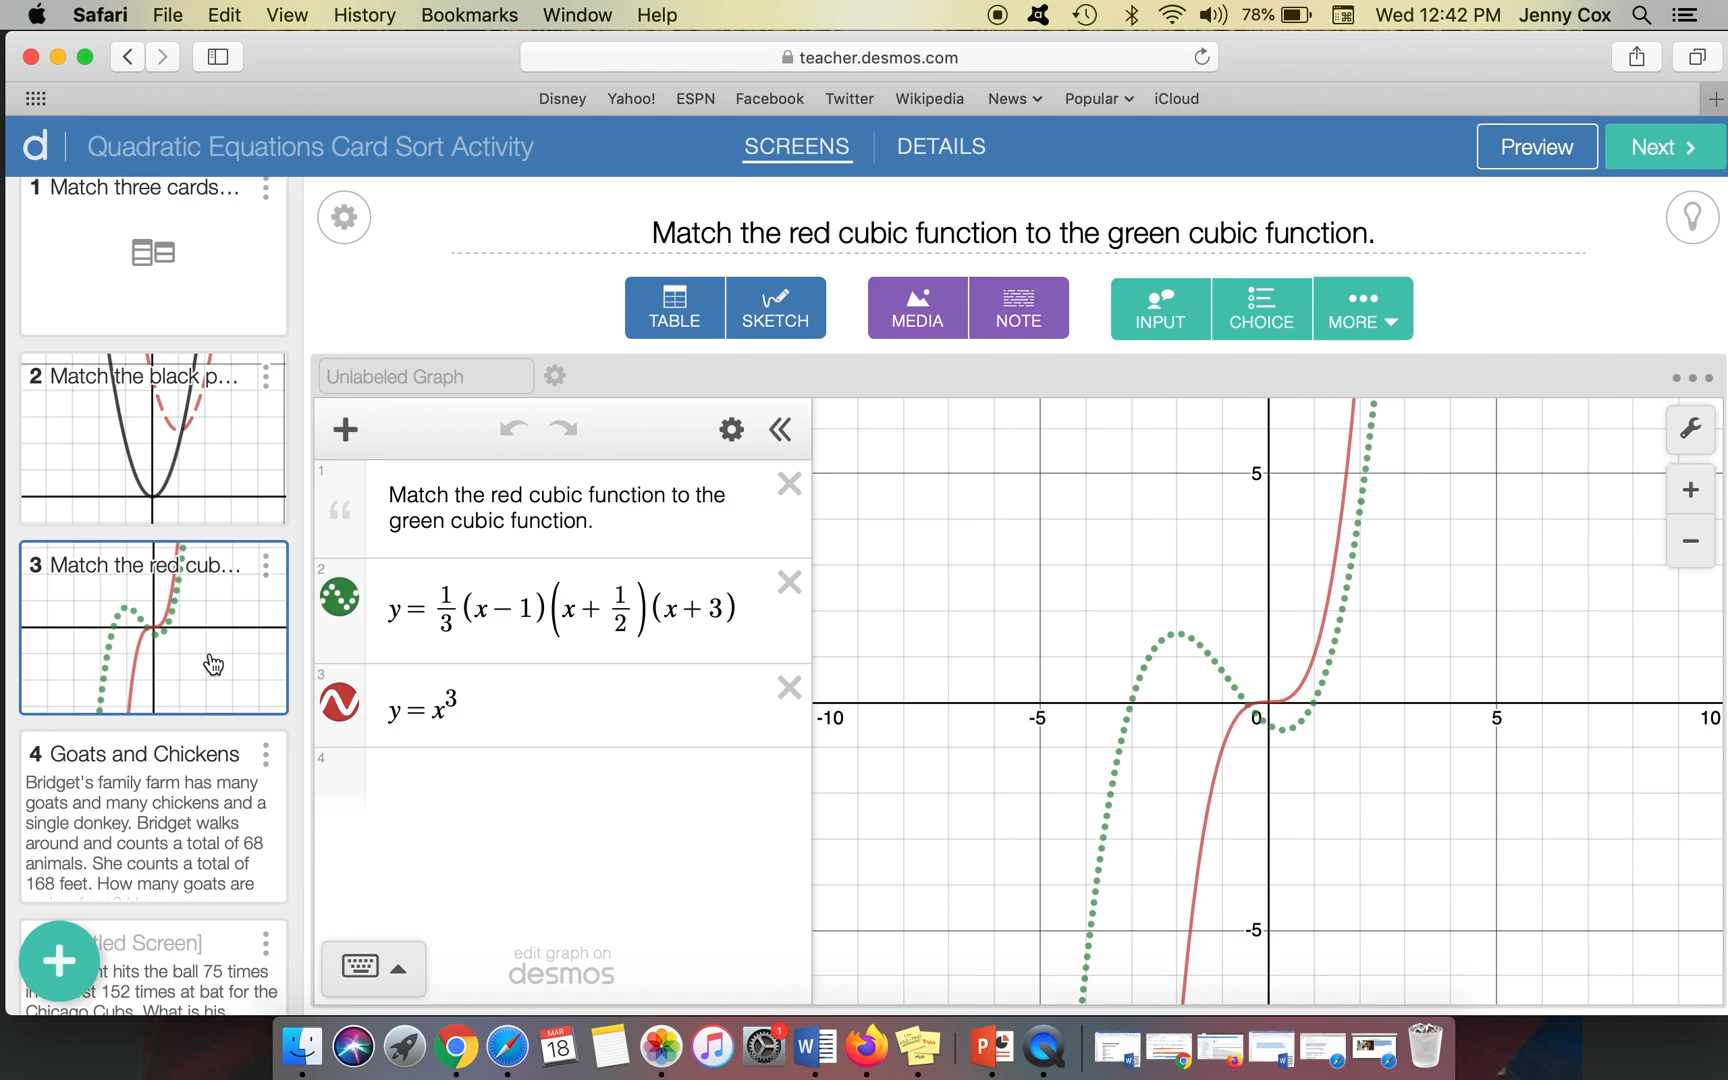 Safari File Edit View History Bookmarks Window Help 78% Wed 12:42 PM Jenny Cox
teacher.desmos.com
Disney Yahoo! ESPN Facebook Twitter Wikipedia News Popular iCloud
d Quadratic Equations Card Sort Activity SCREENS DETAILS Preview Next
1 Match three cards...
2 Match the black p...
3 Match the red cub...
4 Goats and Chickens
Bridget's family farm has many
goats and many chickens and a
single donkey. Bridget walks
around and counts a total of 68
animals. She counts a total of
168 feet. How many goats are
tled Screen]
nt hits the ball 75 times
st 152 times at bat for the
Chicago Cubs. What is his
Match the red cubic function to the green cubic function.
TABLE SKETCH MEDIA NOTE INPUT CHOICE MORE
Unlabeled Graph
1
Match the red cubic function to the
green cubic function.
2
y = 1/3 (x − 1)(x + 1/2)(x + 3)
3
y = x³
4
edit graph on
desmos
5
-10 -5 0 5 10
-5
MAR
18
1
W
P